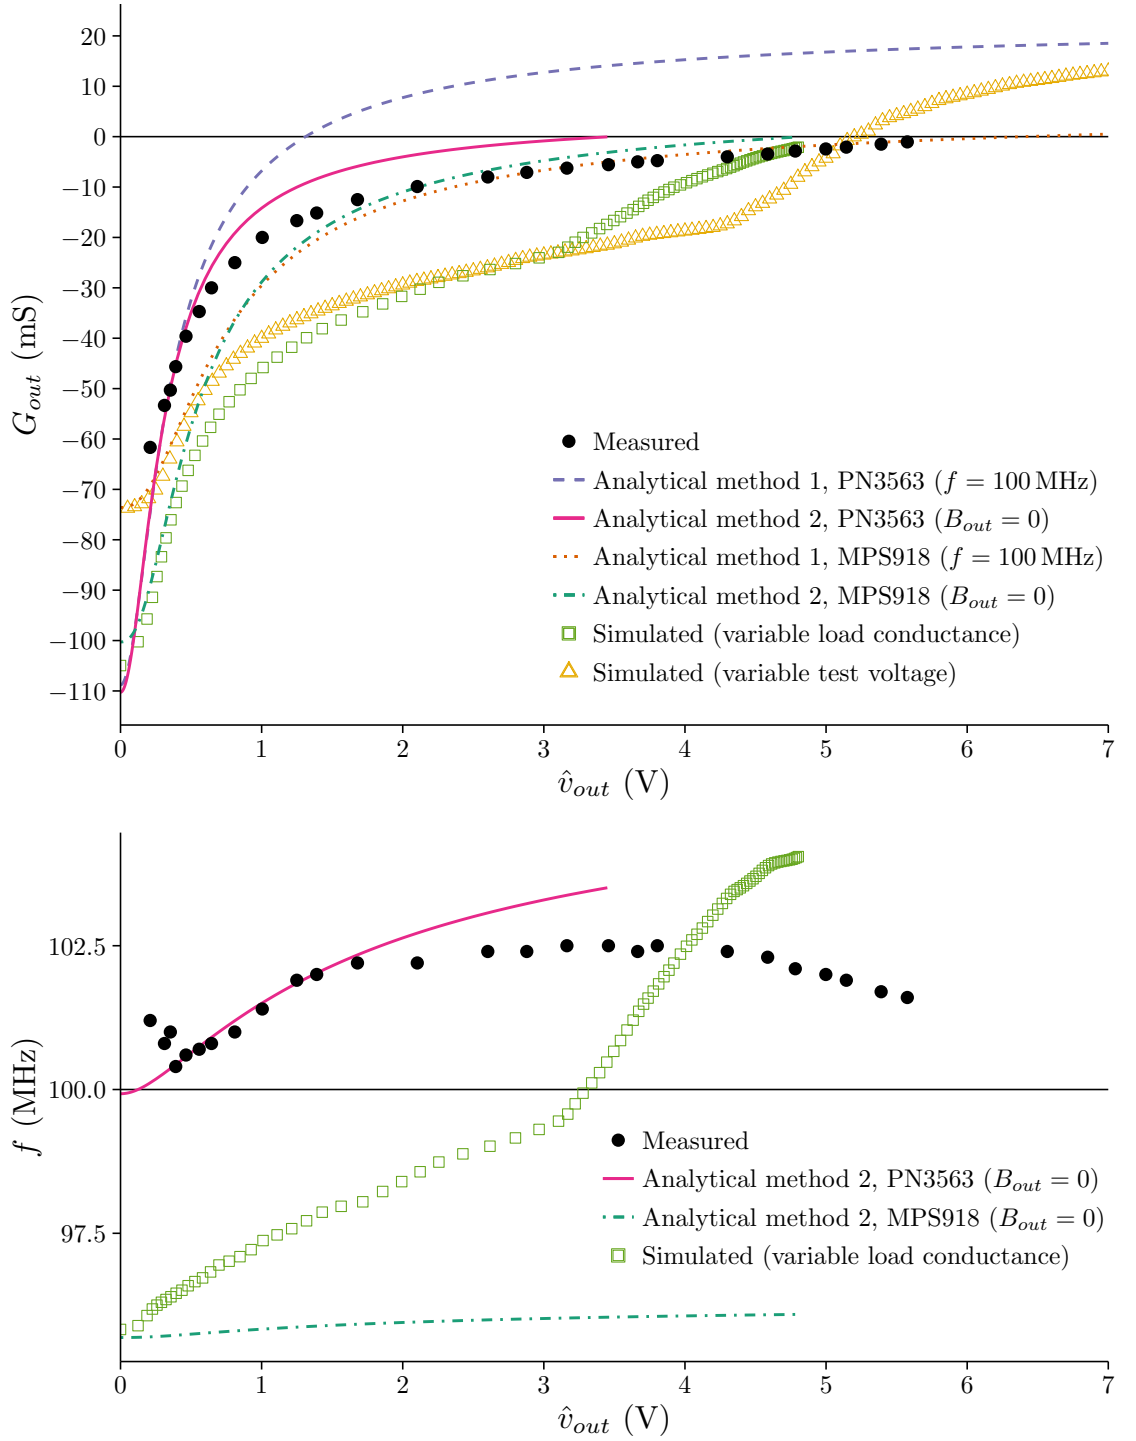 20
10
0
−10
−20
−30
−40
−50
−60
−70
−80
−90
−100
−110
G_out (mS)
Measured
Analytical method 1, PN3563 (f = 100 MHz)
Analytical method 2, PN3563 (B_out = 0)
Analytical method 1, MPS918 (f = 100 MHz)
Analytical method 2, MPS918 (B_out = 0)
Simulated (variable load conductance)
Simulated (variable test voltage)
0 1 2 3 4 5 6 7
v̂_out (V)
102.5
100.0
97.5
f (MHz)
Measured
Analytical method 2, PN3563 (B_out = 0)
Analytical method 2, MPS918 (B_out = 0)
Simulated (variable load conductance)
0 1 2 3 4 5 6 7
v̂_out (V)